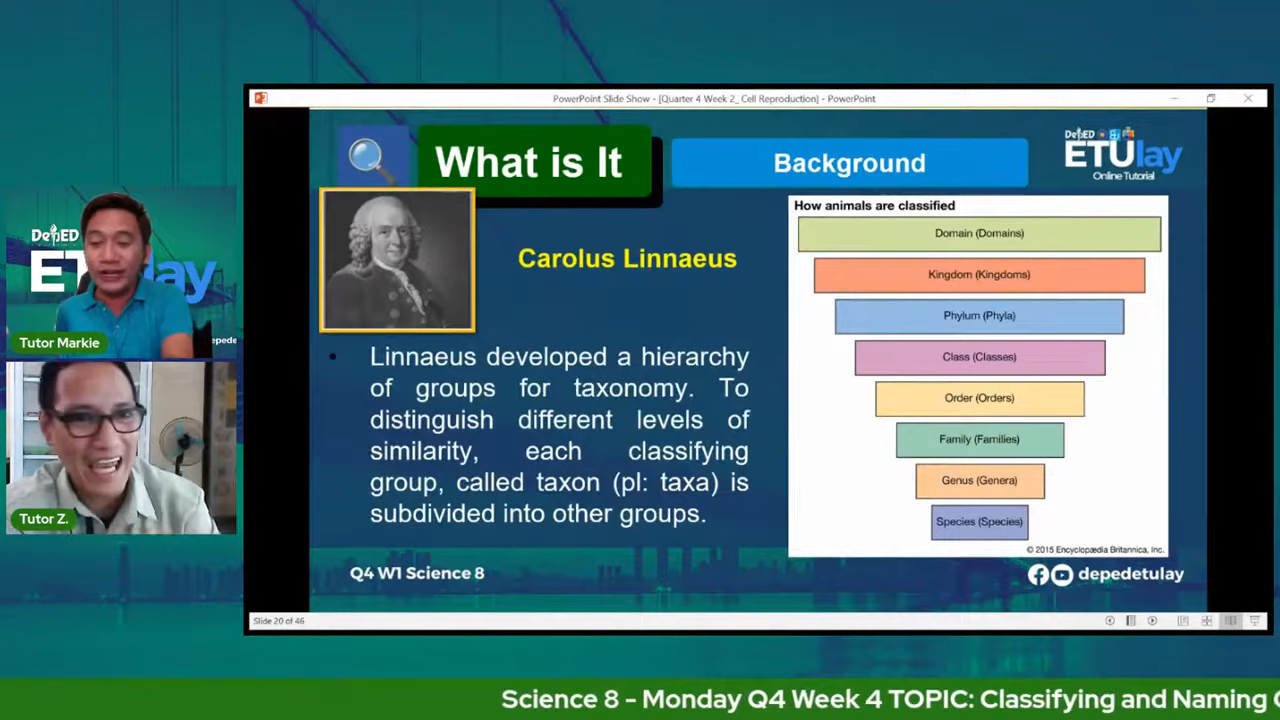 PowerPoint Slide Show - [Quarter 4 Week 2_ Cell Reproduction] - PowerPoint
What is It
Background
DepED
ETUlay
Online Tutorial
Carolus Linnaeus
• Linnaeus developed a hierarchy
of groups for taxonomy. To
distinguish different levels of
similarity, each classifying
group, called taxon (pl: taxa) is
subdivided into other groups.
How animals are classified
Domain (Domains)
Kingdom (Kingdoms)
Phylum (Phyla)
Class (Classes)
Order (Orders)
Family (Families)
Genus (Genera)
Species (Species)
© 2015 Encyclopædia Britannica, Inc.
Q4 W1 Science 8
depedetulay
Slide 20 of 46
DepED
ET lay
depede
Tutor Markie
Tutor Z.
Science 8 - Monday Q4 Week 4 TOPIC: Classifying and Naming